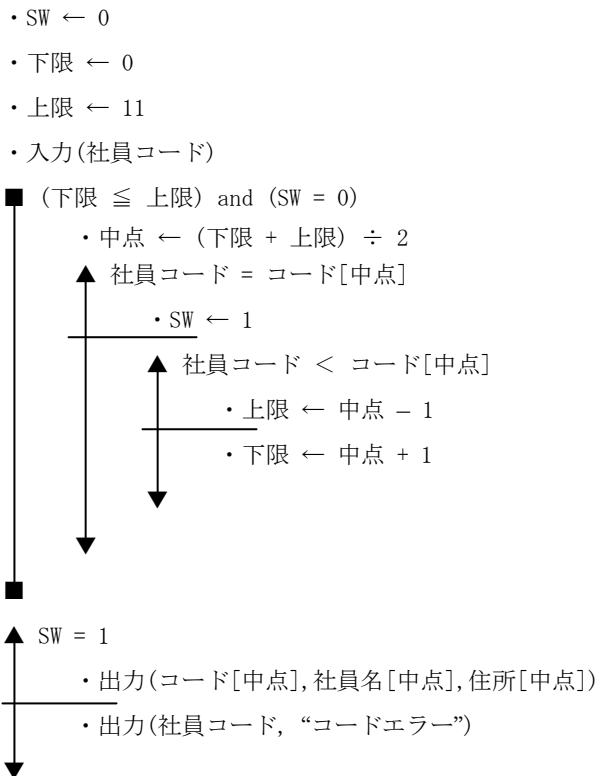 ・SW ← 0
・下限 ← 0
・上限 ← 11
・入力(社員コード)
(下限 ≦ 上限) and (SW = 0)
・中点 ← (下限 + 上限) ÷ 2
社員コード = コード[中点]
・SW ← 1
社員コード ＜ コード[中点]
・上限 ← 中点 – 1
・下限 ← 中点 + 1
SW = 1
・出力(コード[中点],社員名[中点],住所[中点])
・出力(社員コード, “コードエラー”)